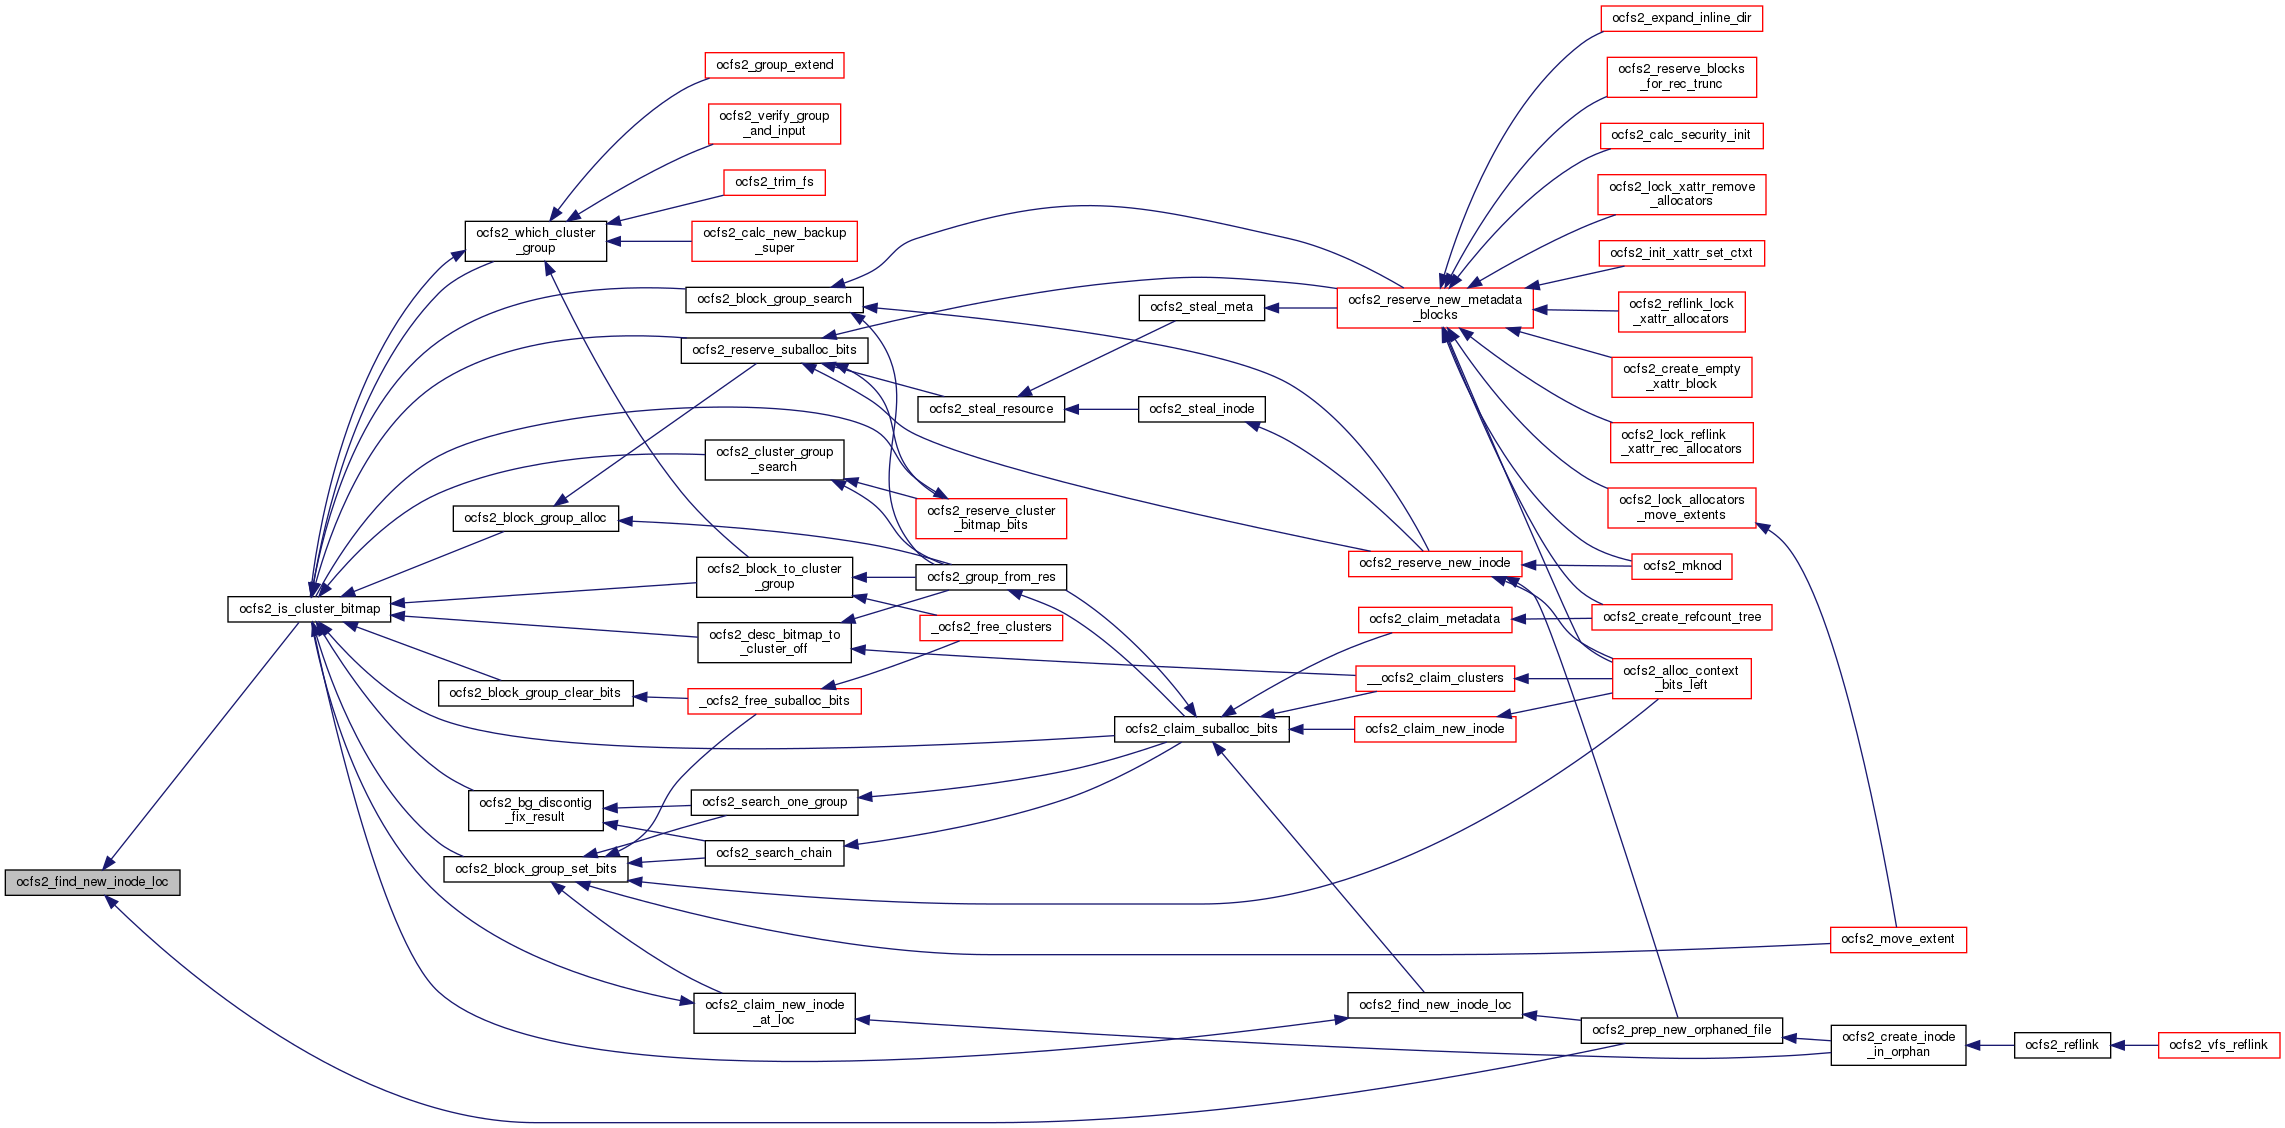 ocfs2_find_new_inode_loc
ocfs2_is_cluster_bitmap
ocfs2_which_cluster
_group
ocfs2_block_group_alloc
ocfs2_block_group_clear_bits
ocfs2_bg_discontig
_fix_result
ocfs2_block_group_set_bits
ocfs2_group_extend
ocfs2_verify_group
_and_input
ocfs2_trim_fs
ocfs2_calc_new_backup
_super
ocfs2_block_group_search
ocfs2_reserve_suballoc_bits
ocfs2_cluster_group
_search
ocfs2_block_to_cluster
_group
ocfs2_desc_bitmap_to
_cluster_off
_ocfs2_free_suballoc_bits
ocfs2_search_one_group
ocfs2_search_chain
ocfs2_claim_new_inode
_at_loc
ocfs2_steal_resource
ocfs2_reserve_cluster
_bitmap_bits
ocfs2_group_from_res
_ocfs2_free_clusters
ocfs2_steal_meta
ocfs2_steal_inode
ocfs2_claim_suballoc_bits
ocfs2_reserve_new_metadata
_blocks
ocfs2_reserve_new_inode
ocfs2_claim_metadata
__ocfs2_claim_clusters
ocfs2_claim_new_inode
ocfs2_find_new_inode_loc
ocfs2_expand_inline_dir
ocfs2_reserve_blocks
_for_rec_trunc
ocfs2_calc_security_init
ocfs2_lock_xattr_remove
_allocators
ocfs2_init_xattr_set_ctxt
ocfs2_reflink_lock
_xattr_allocators
ocfs2_create_empty
_xattr_block
ocfs2_lock_reflink
_xattr_rec_allocators
ocfs2_lock_allocators
_move_extents
ocfs2_mknod
ocfs2_create_refcount_tree
ocfs2_alloc_context
_bits_left
ocfs2_prep_new_orphaned_file
ocfs2_move_extent
ocfs2_create_inode
_in_orphan
ocfs2_reflink
ocfs2_vfs_reflink